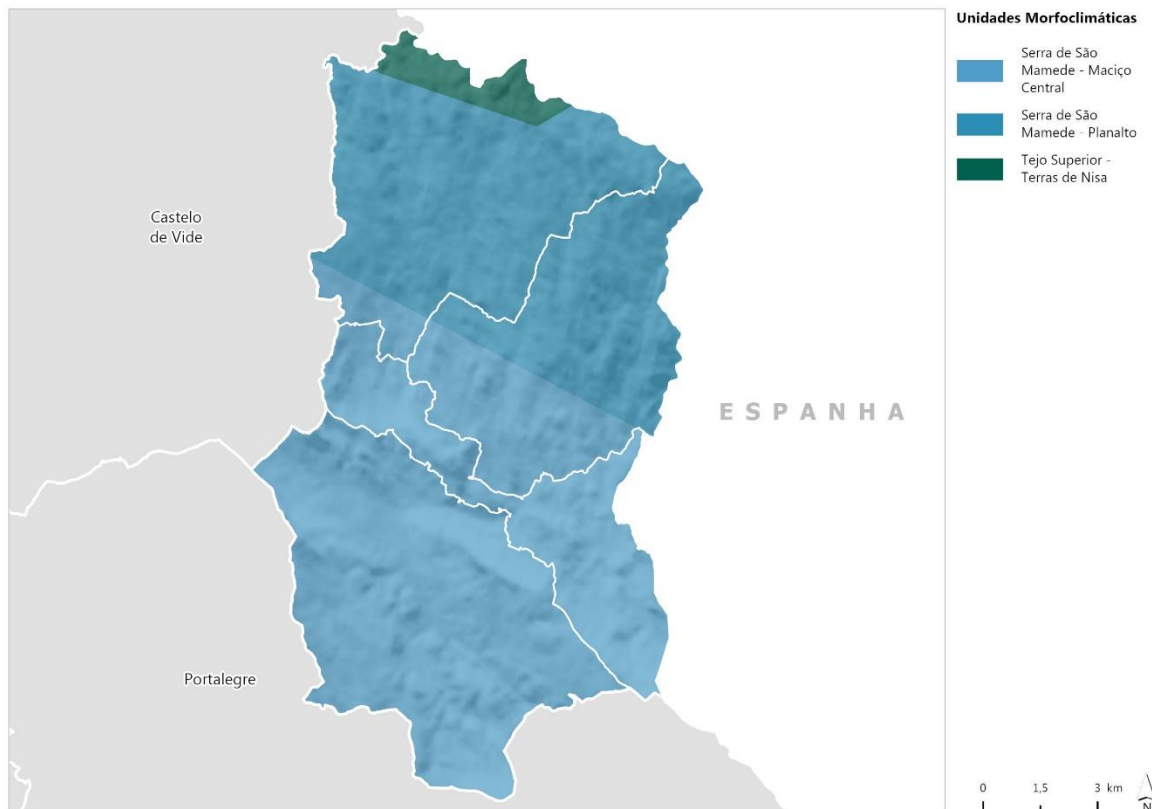 Unidades Morfoclimáticas
Serra de São
Mamede - Maciço
Central
Serra de São
Mamede - Planalto
Tejo Superior -
Terras de Nisa
Castelo
de Vide
ESPANHA
Portalegre
0 1,5 3 km
N